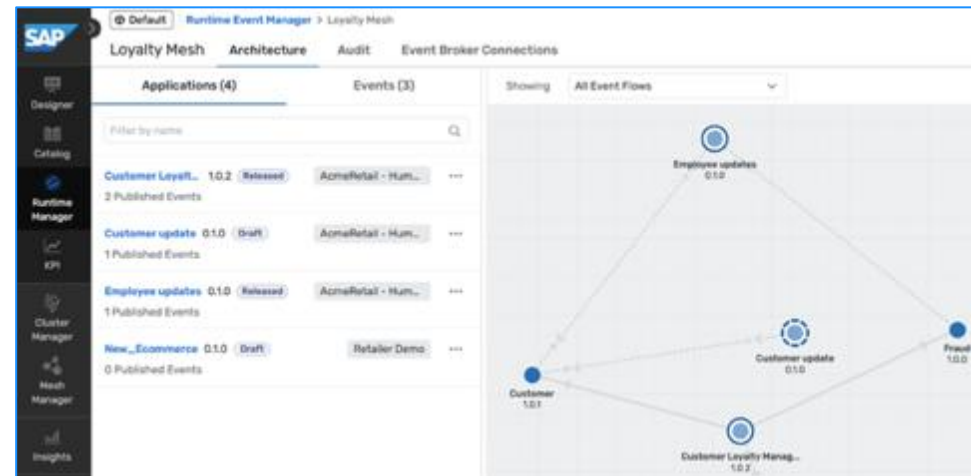 Default Runtime Event Manager > Loyalty Mesh
SAP
Loyalty Mesh Architecture Audit Event Broker Connections
Designer
Catalog
Runtime
Manager
KPI
Cluster
Manager
Mesh
Manager
Insights
Applications (4) Events (3)
Filter by name
Customer Loyalt... 1.0.2 Released AcmeRetail - Hum...
2 Published Events
Customer update 0.1.0 Draft AcmeRetail - Hum...
1 Published Events
Employee updates 0.1.0 Released AcmeRetail - Hum...
1 Published Events
New_Ecommerce 0.1.0 Draft Retailer Demo
0 Published Events
Showing All Event Flows
Employee updates
0.1.0
Customer update
0.1.0
Fraud
1.0.0
Customer
1.0.1
Customer Loyalty Manag...
1.0.2